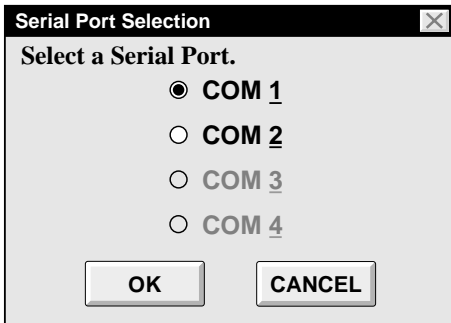 Serial Port Selection
Select a Serial Port.
COM 1
COM 2
COM 3
COM 4
OK CANCEL